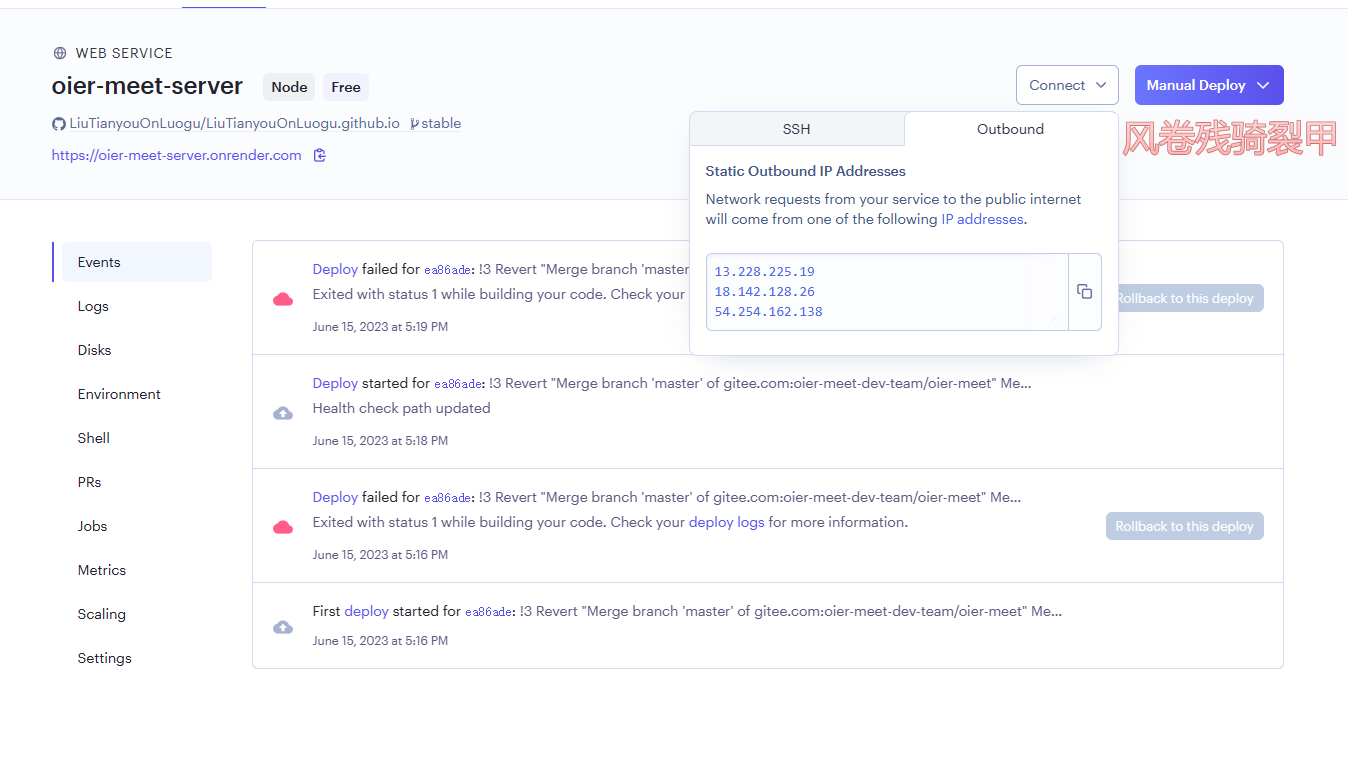 WEB SERVICE
oier-meet-server Node Free
LiuTianyouOnLuogu/LiuTianyouOnLuogu.github.io stable
https://oier-meet-server.onrender.com
Connect
Manual Deploy
风卷残骑裂甲
SSH
Outbound
Static Outbound IP Addresses
Network requests from your service to the public internet
will come from one of the following IP addresses.
13.228.225.19
18.142.128.26
54.254.162.138
Events
Logs
Disks
Environment
Shell
PRs
Jobs
Metrics
Scaling
Settings
Deploy failed for ea86ade: !3 Revert "Merge branch 'master
Exited with status 1 while building your code. Check your
June 15, 2023 at 5:19 PM
Rollback to this deploy
Deploy started for ea86ade: !3 Revert "Merge branch 'master' of gitee.com:oier-meet-dev-team/oier-meet" Me...
Health check path updated
June 15, 2023 at 5:18 PM
Deploy failed for ea86ade: !3 Revert "Merge branch 'master' of gitee.com:oier-meet-dev-team/oier-meet" Me...
Exited with status 1 while building your code. Check your deploy logs for more information.
June 15, 2023 at 5:16 PM
Rollback to this deploy
First deploy started for ea86ade: !3 Revert "Merge branch 'master' of gitee.com:oier-meet-dev-team/oier-meet" Me...
June 15, 2023 at 5:16 PM